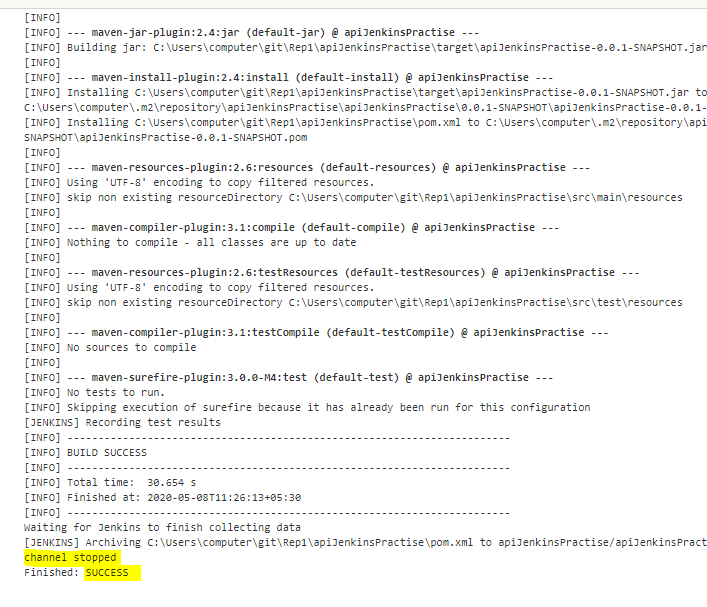 [INFO]
[INFO] --- maven-jar-plugin:2.4:jar (default-jar) @ apiJenkinsPractise ---
[INFO] Building jar: C:\Users\computer\git\Rep1\apiJenkinsPractise\target\apiJenkinsPractise-0.0.1-SNAPSHOT.jar
[INFO]
[INFO] --- maven-install-plugin:2.4:install (default-install) @ apiJenkinsPractise ---
[INFO] Installing C:\Users\computer\git\Rep1\apiJenkinsPractise\target\apiJenkinsPractise-0.0.1-SNAPSHOT.jar to
C:\Users\computer\.m2\repository\apiJenkinsPractise\apiJenkinsPractise\0.0.1-SNAPSHOT\apiJenkinsPractise-0.0.1-
[INFO] Installing C:\Users\computer\git\Rep1\apiJenkinsPractise\pom.xml to C:\Users\computer\.m2\repository\api
SNAPSHOT\apiJenkinsPractise-0.0.1-SNAPSHOT.pom
[INFO]
[INFO] --- maven-resources-plugin:2.6:resources (default-resources) @ apiJenkinsPractise ---
[INFO] Using 'UTF-8' encoding to copy filtered resources.
[INFO] skip non existing resourceDirectory C:\Users\computer\git\Rep1\apiJenkinsPractise\src\main\resources
[INFO]
[INFO] --- maven-compiler-plugin:3.1:compile (default-compile) @ apiJenkinsPractise ---
[INFO] Nothing to compile - all classes are up to date
[INFO]
[INFO] --- maven-resources-plugin:2.6:testResources (default-testResources) @ apiJenkinsPractise ---
[INFO] Using 'UTF-8' encoding to copy filtered resources.
[INFO] skip non existing resourceDirectory C:\Users\computer\git\Rep1\apiJenkinsPractise\src\test\resources
[INFO]
[INFO] --- maven-compiler-plugin:3.1:testCompile (default-testCompile) @ apiJenkinsPractise ---
[INFO] No sources to compile
[INFO]
[INFO] --- maven-surefire-plugin:3.0.0-M4:test (default-test) @ apiJenkinsPractise ---
[INFO] No tests to run.
[INFO] Skipping execution of surefire because it has already been run for this configuration
[JENKINS] Recording test results
[INFO] ------------------------------------------------------------------------
[INFO] BUILD SUCCESS
[INFO] ------------------------------------------------------------------------
[INFO] Total time:  30.654 s
[INFO] Finished at: 2020-05-08T11:26:13+05:30
[INFO] ------------------------------------------------------------------------
Waiting for Jenkins to finish collecting data
[JENKINS] Archiving C:\Users\computer\git\Rep1\apiJenkinsPractise\pom.xml to apiJenkinsPractise/apiJenkinsPract
channel stopped
Finished: SUCCESS